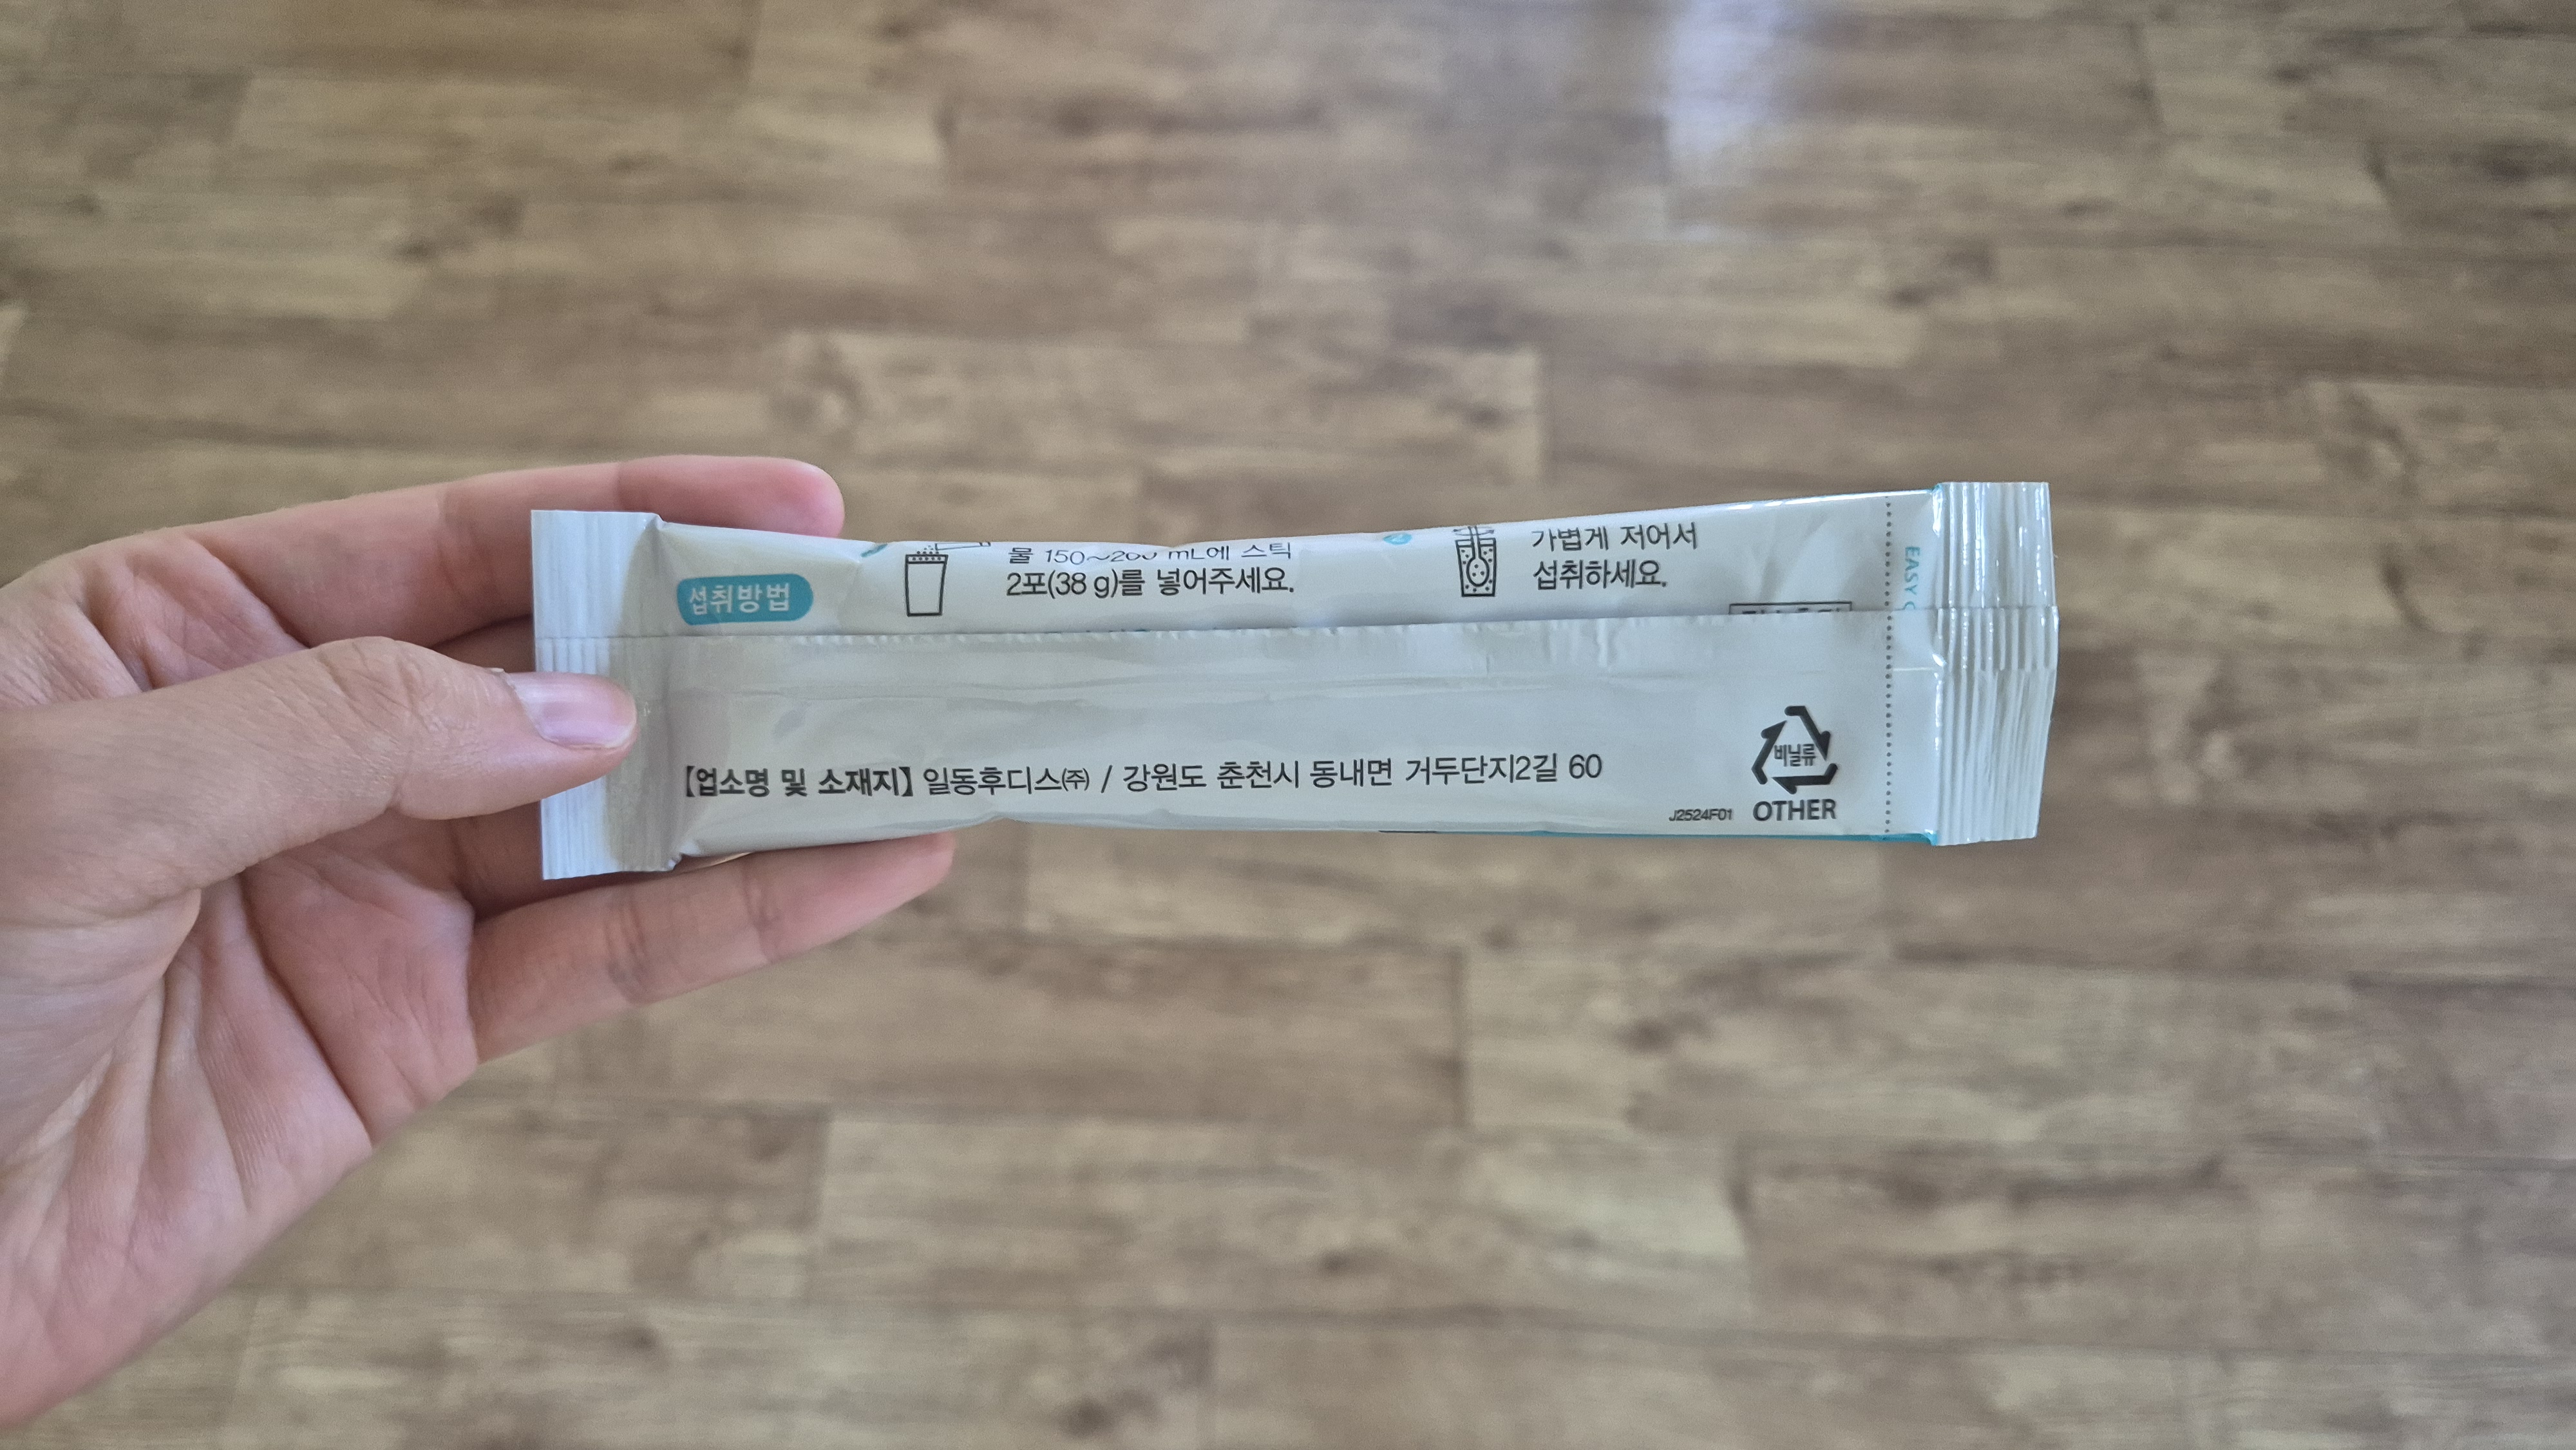 섭취방법
물 150~200 mL에 스틱
2포(38 g)를 넣어주세요.
가볍게 저어서
섭취하세요.
EASY
【업소명 및 소재지】 일동후디스㈜ / 강원도 춘천시 동내면 거두단지2길 60
비닐류
OTHER
J2524F01